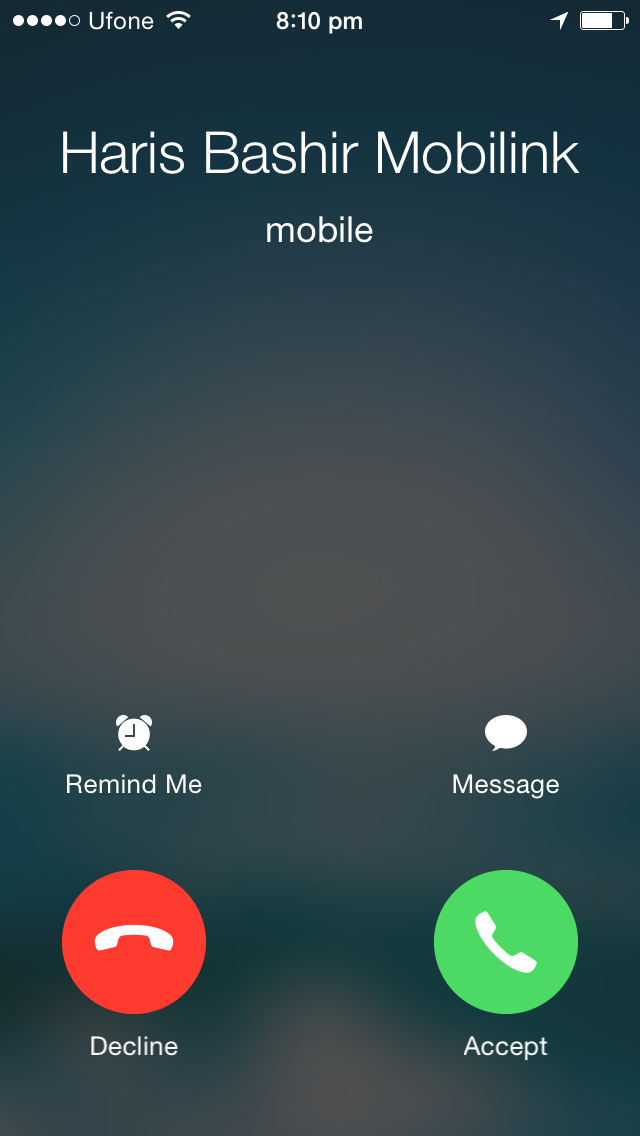 Ufone 8:10 pm
Haris Bashir Mobilink
mobile
Remind Me Message
Decline Accept